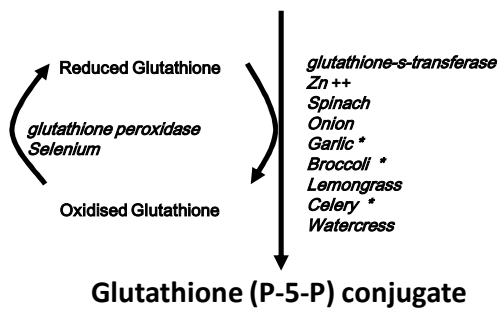 Reduced Glutathione
glutathione peroxidase
Selenium
Oxidised Glutathione
glutathione-s-transferase
Zn ++
Spinach
Onion
Garlic *
Broccoli *
Lemongrass
Celery *
Watercress
Glutathione (P-5-P) conjugate